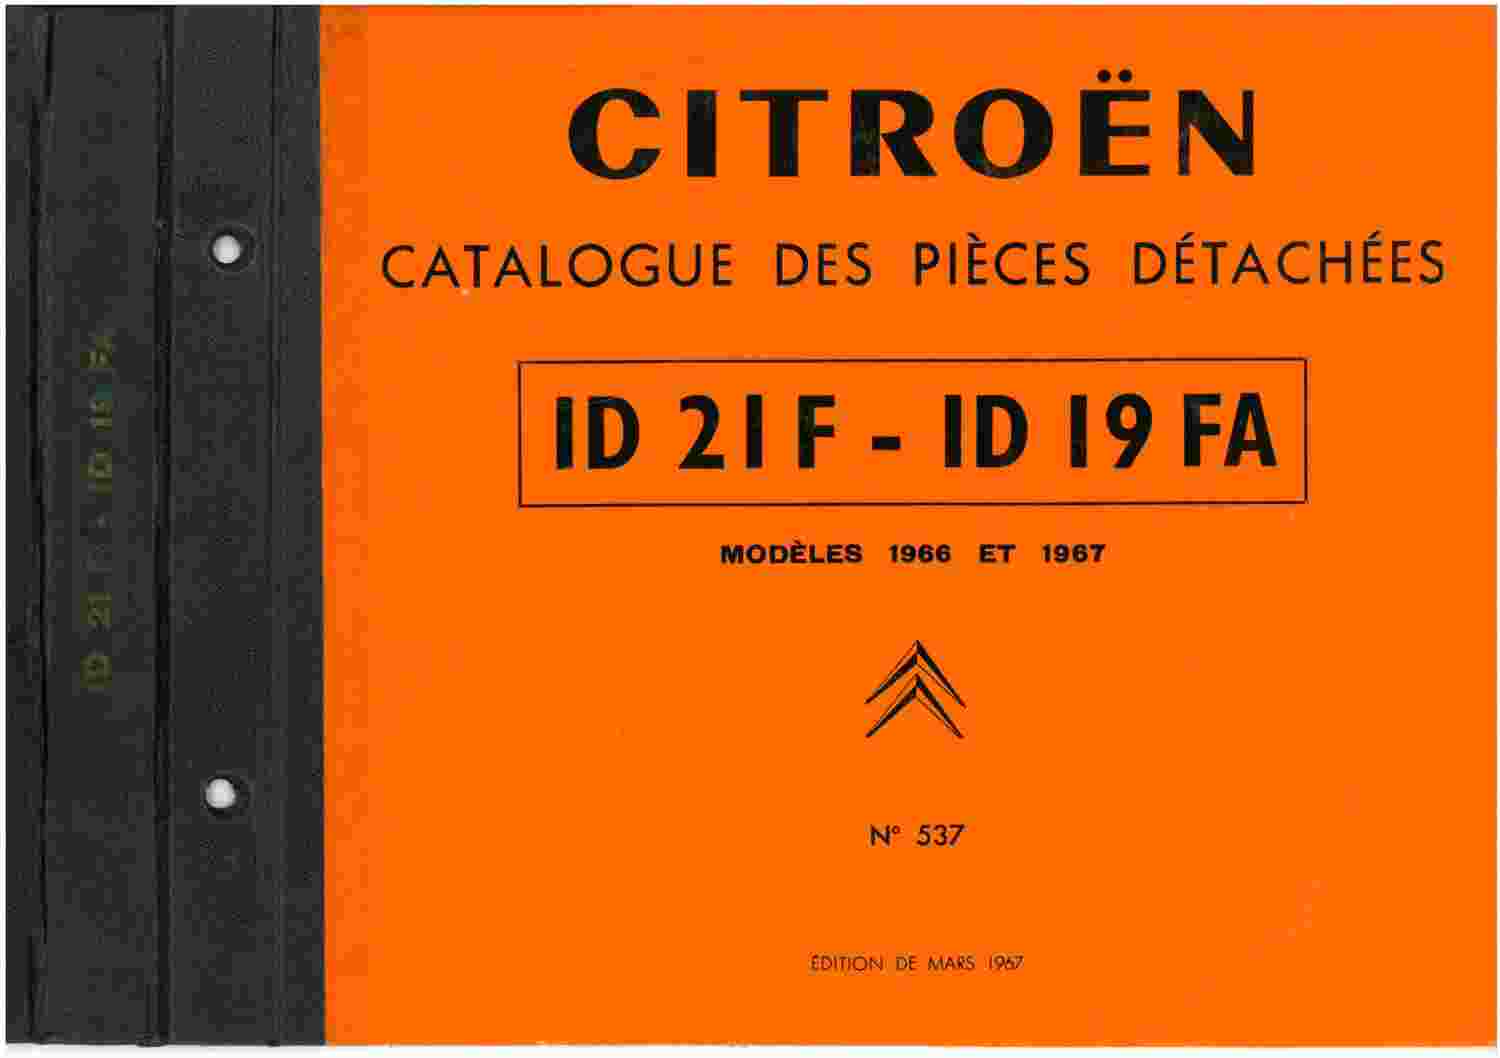 CITROËN
CATALOGUE DES PIÈCES DÉTACHÉES
ID 21 F - ID 19 FA
MODÈLES 1966 ET 1967
N° 537
ÉDITION DE MARS 1967
ID 21 F - ID 19 FA